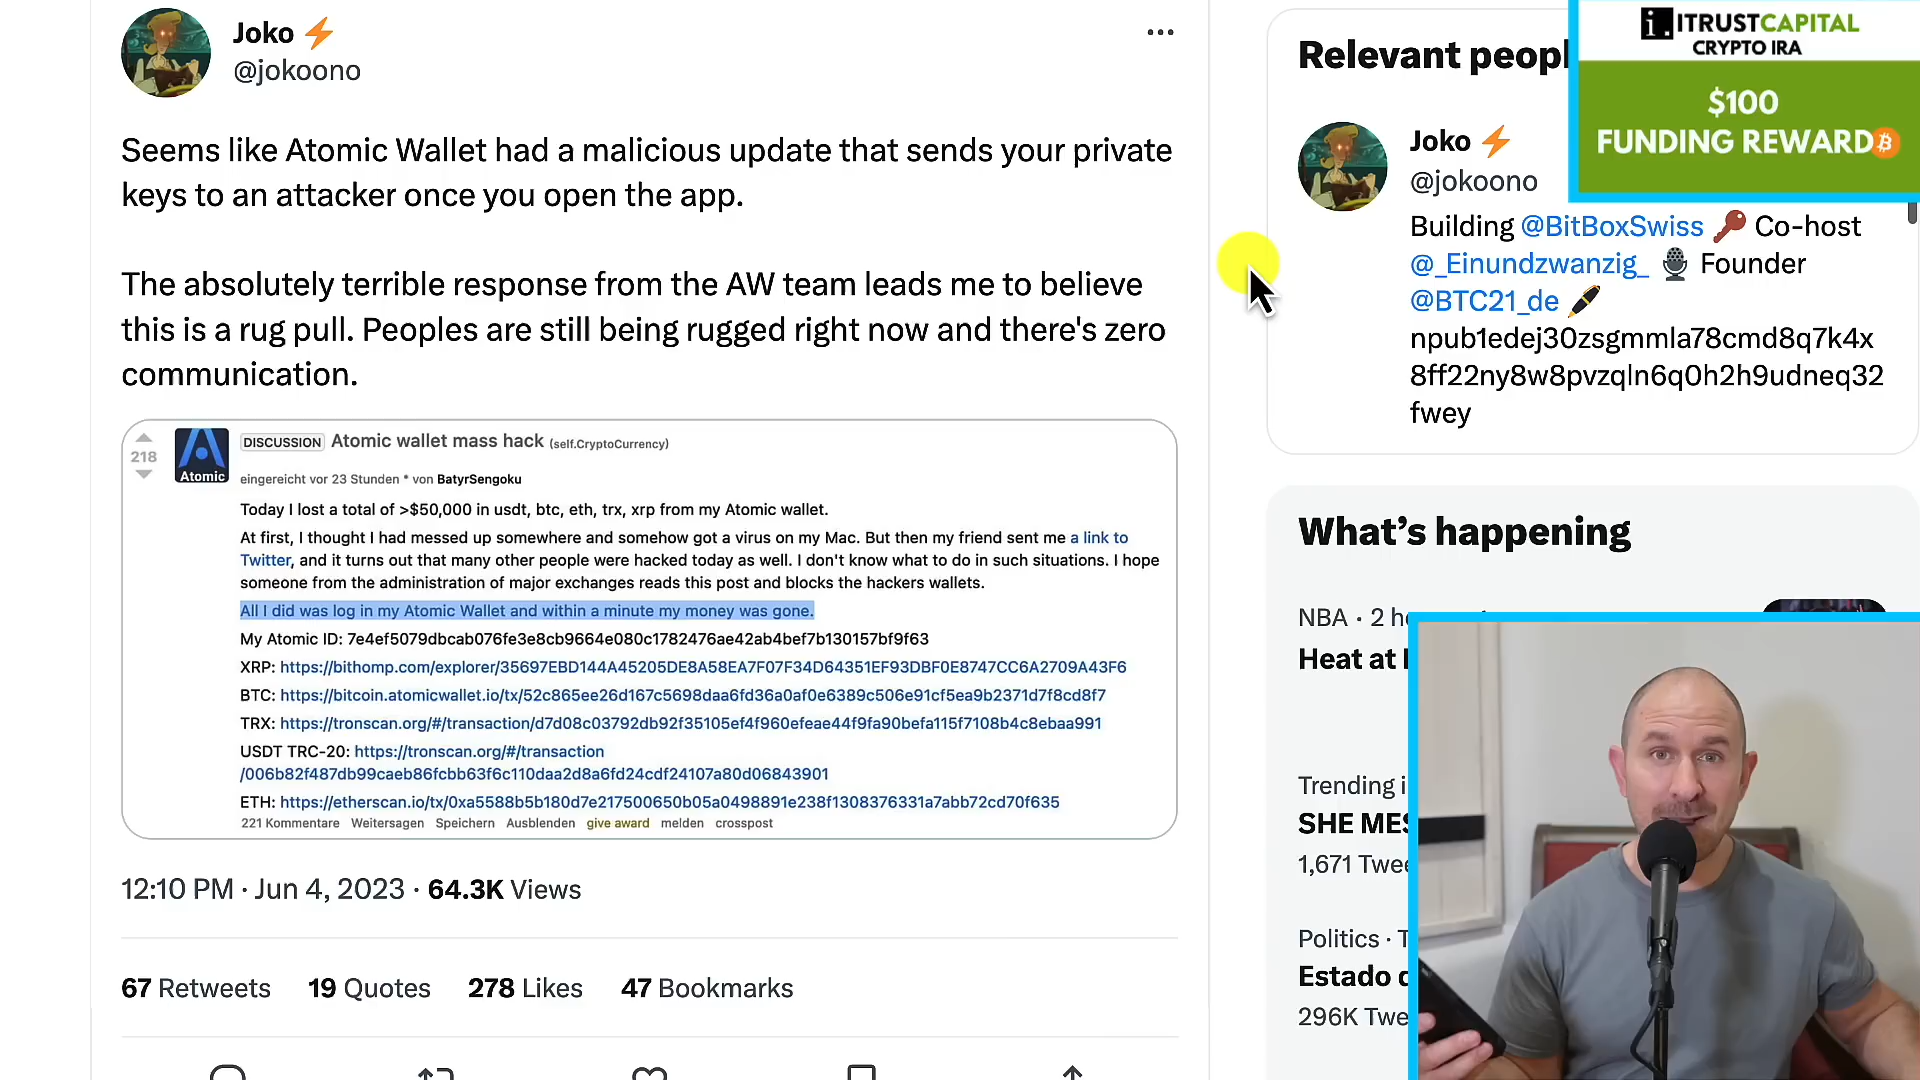 Joko
@jokoono
Seems like Atomic Wallet had a malicious update that sends your private
keys to an attacker once you open the app.
The absolutely terrible response from the AW team leads me to believe
this is a rug pull. Peoples are still being rugged right now and there's zero
communication.
218
Atomic
DISCUSSION Atomic wallet mass hack (self.CryptoCurrency)
eingereicht vor 23 Stunden * von BatyrSengoku
Today I lost a total of >$50,000 in usdt, btc, eth, trx, xrp from my Atomic wallet.
At first, I thought I had messed up somewhere and somehow got a virus on my Mac. But then my friend sent me a link to
Twitter, and it turns out that many other people were hacked today as well. I don't know what to do in such situations. I hope
someone from the administration of major exchanges reads this post and blocks the hackers wallets.
All I did was log in my Atomic Wallet and within a minute my money was gone.
My Atomic ID: 7e4ef5079dbcab076fe3e8cb9664e080c1782476ae42ab4bef7b130157bf9f63
XRP: https://bithomp.com/explorer/35697EBD144A45205DE8A58EA7F07F34D64351EF93DBF0E8747CC6A2709A43F6
BTC: https://bitcoin.atomicwallet.io/tx/52c865ee26d167c5698daa6fd36a0af0e6389c506e91cf5ea9b2371d7f8cd8f7
TRX: https://tronscan.org/#/transaction/d7d08c03792db92f35105ef4f960efeae44f9fa90befa115f7108b4c8ebaa991
USDT TRC-20: https://tronscan.org/#/transaction
/006b82f487db99caeb86fcbb63f6c110daa2d8a6fd24cdf24107a80d06843901
ETH: https://etherscan.io/tx/0xa5588b5b180d7e217500650b05a0498891e238f1308376331a7abb72cd70f635
221 Kommentare Weitersagen Speichern Ausblenden give award melden crosspost
12:10 PM · Jun 4, 2023 · 64.3K Views
67 Retweets 19 Quotes 278 Likes 47 Bookmarks
Relevant peopl
Joko
@jokoono
Building @BitBoxSwiss Co-host
@_Einundzwanzig_ Founder
@BTC21_de
npub1edej30zsgmmla78cmd8q7k4x
8ff22ny8w8pvzqln6q0h2h9udneq32
fwey
i. ITRUSTCAPITAL
CRYPTO IRA
$100
FUNDING REWARD
What's happening
NBA · 2 ho
Heat at
Trending i
SHE MES
1,671 Twee
Politics · T
Estado d
296K Twe